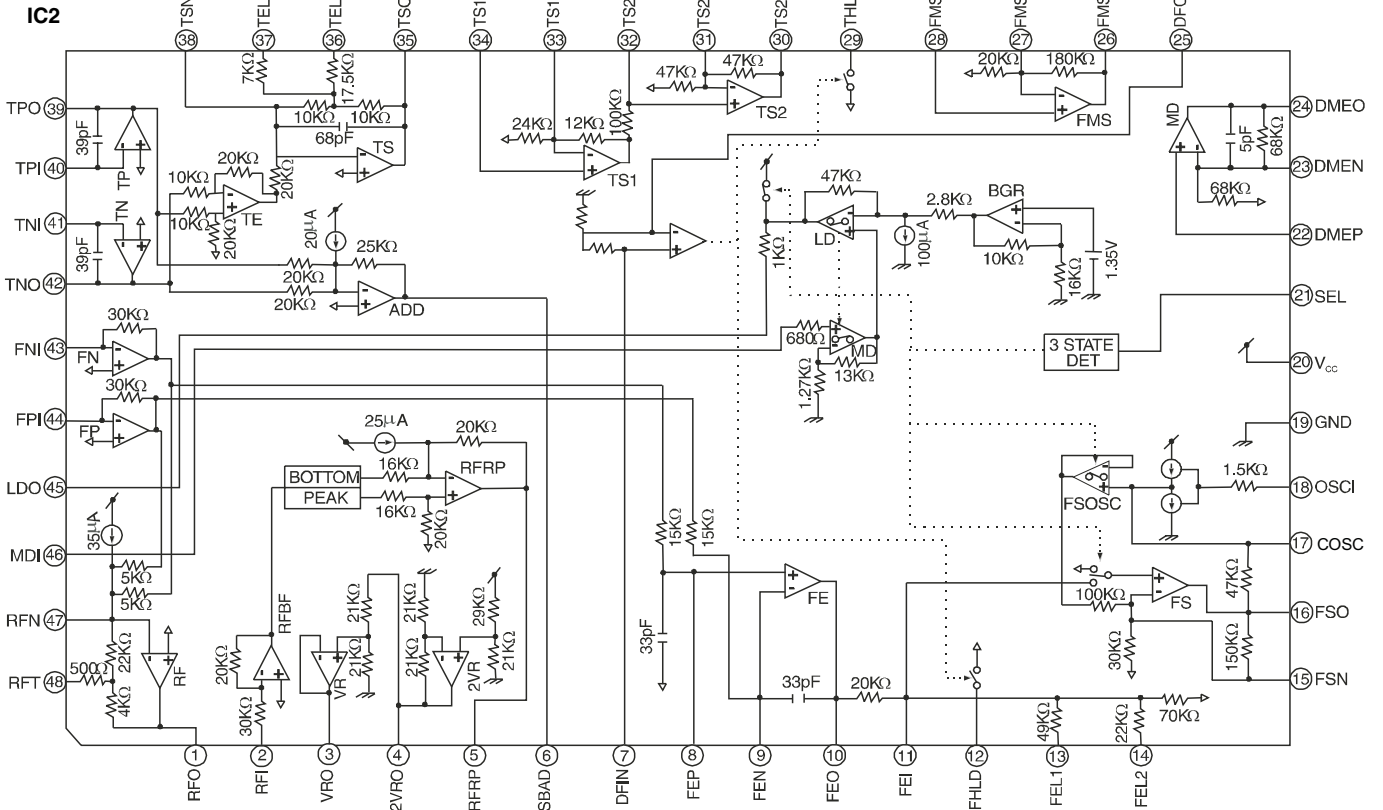 IC2
TEL
TEL
TS1
TS1
TS2
TS2
TS2
THL
FMS
FMS
FMS
38
37
36
35
34
33
32
31
30
29
28
27
26
25
7KΩ
17.5KΩ
10KΩ
10KΩ
68pF
TS
24KΩ
12KΩ
100KΩ
TS1
47KΩ
47KΩ
TS2
20KΩ
180KΩ
FMS
TPO 39
39pF
TPI 40
TP
TNI 41
TN
39pF
TNO 42
10KΩ
20KΩ
10KΩ
TE
20KΩ
20KΩ
20μA
25KΩ
20KΩ
20KΩ
ADD
47KΩ
LD
1KΩ
2.8KΩ
BGR
100μA
10KΩ
16KΩ
1.35V
MD
5pF
68KΩ
68KΩ
24 DMEO
23 DMEN
22 DMEP
21 SEL
20 Vcc
19 GND
18 OSCI
17 COSC
16 FSO
15 FSN
FNI 43
30KΩ
FN
FPI 44
30KΩ
FP
LDO 45
MDI 46
RFN 47
RFT 48
680Ω
MD
13KΩ
1.27KΩ
3 STATE
DET
25μA
20KΩ
BOTTOM
PEAK
16KΩ
16KΩ
RFRP
20KΩ
35μA
5KΩ
5KΩ
500Ω
22KΩ
4KΩ
RF
20KΩ
RFBF
30KΩ
VR
21KΩ
21KΩ
21KΩ
21KΩ
2VR
29KΩ
21KΩ
15KΩ
15KΩ
33pF
FE
33pF
20KΩ
FSOSC
1.5KΩ
100KΩ
FS
30KΩ
47KΩ
150KΩ
49KΩ
22KΩ
70KΩ
1
2
3
4
5
6
7
8
9
10
11
12
13
14
RFO
RFI
VRO
2VRO
RFRP
SBAD
DFIN
FEP
FEN
FEO
FEI
FHLD
FEL1
FEL2